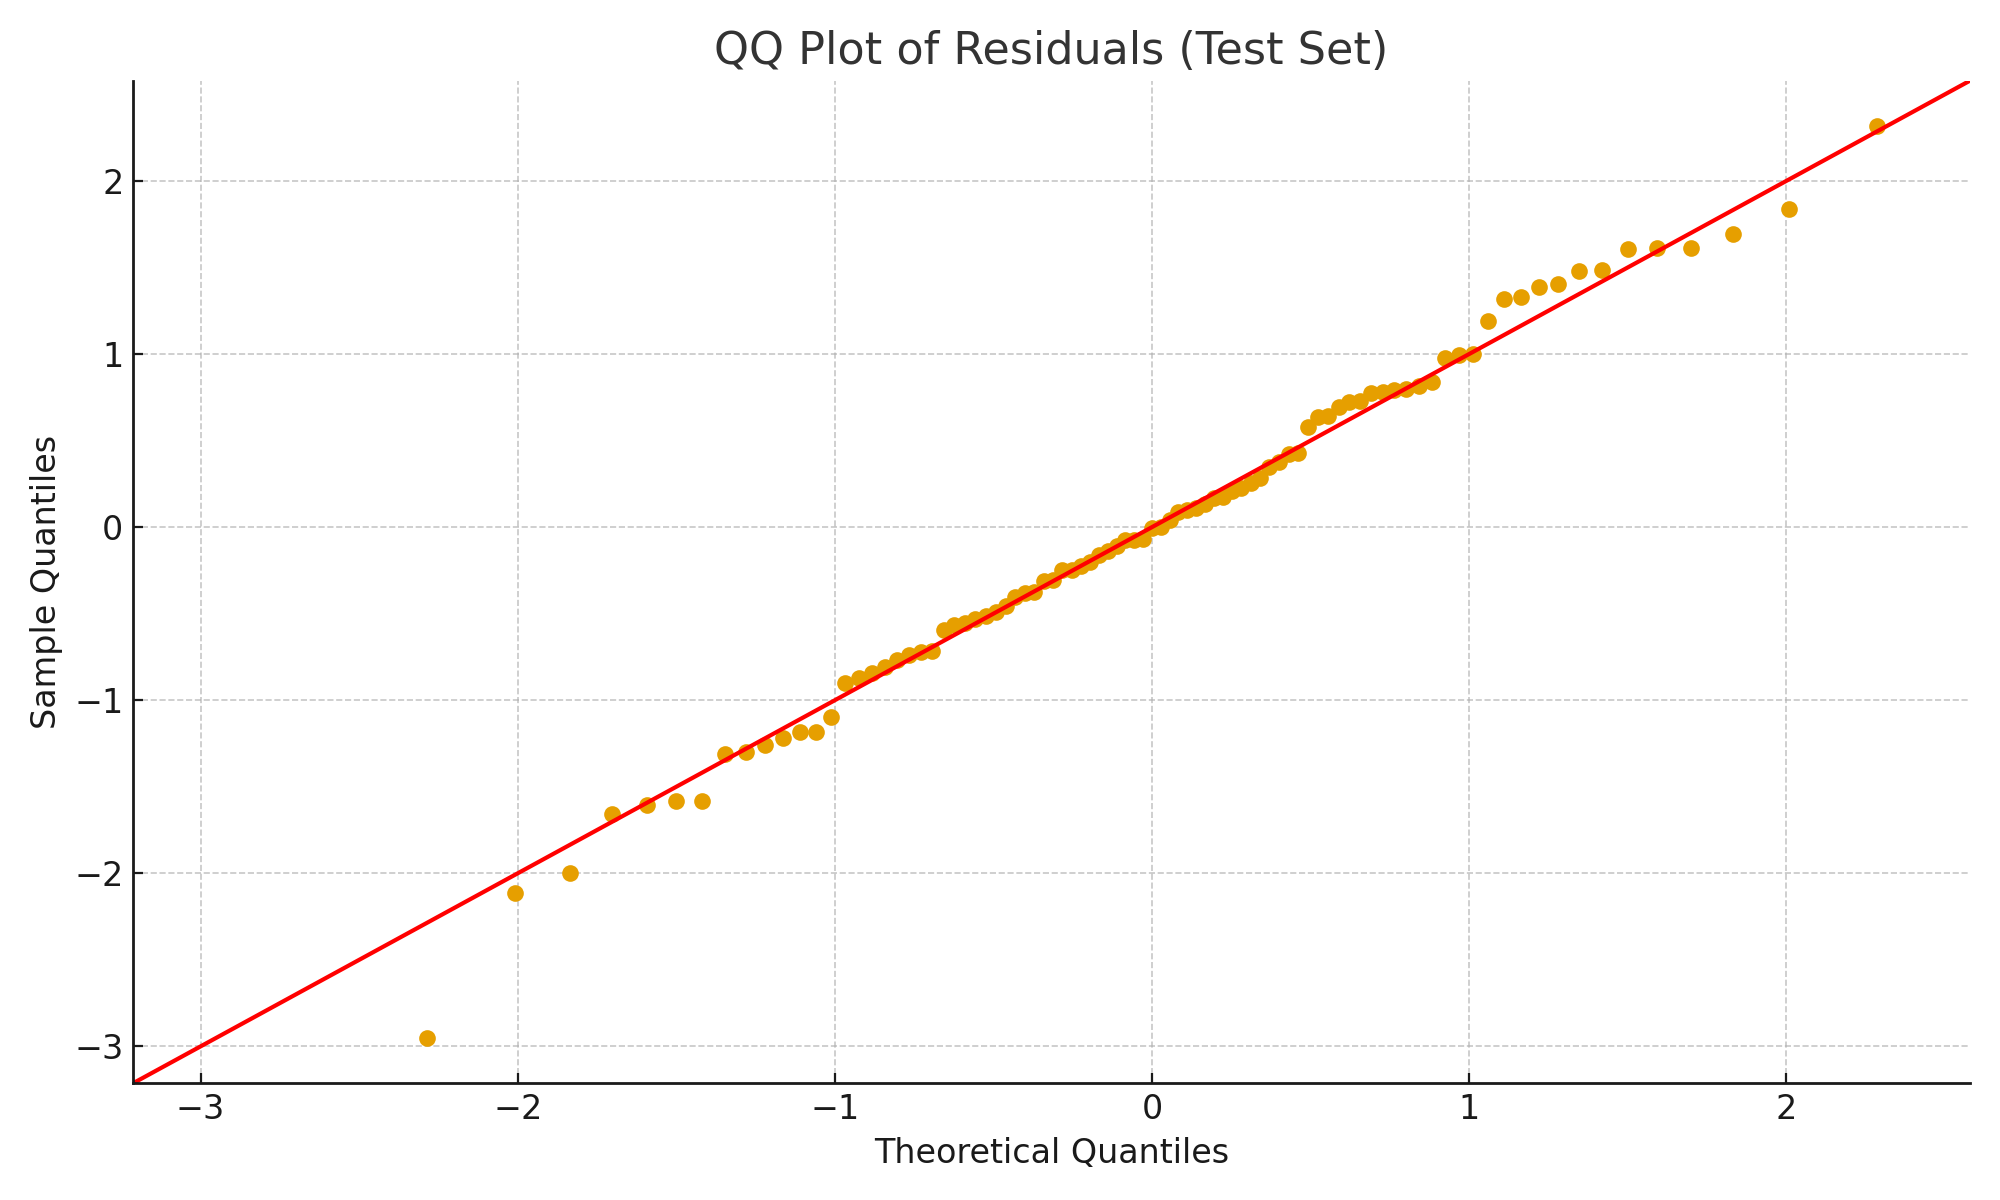 QQ Plot of Residuals (Test Set)
Sample Quantiles
2
1
0
−1
−2
−3
−3 −2 −1 0 1 2
Theoretical Quantiles